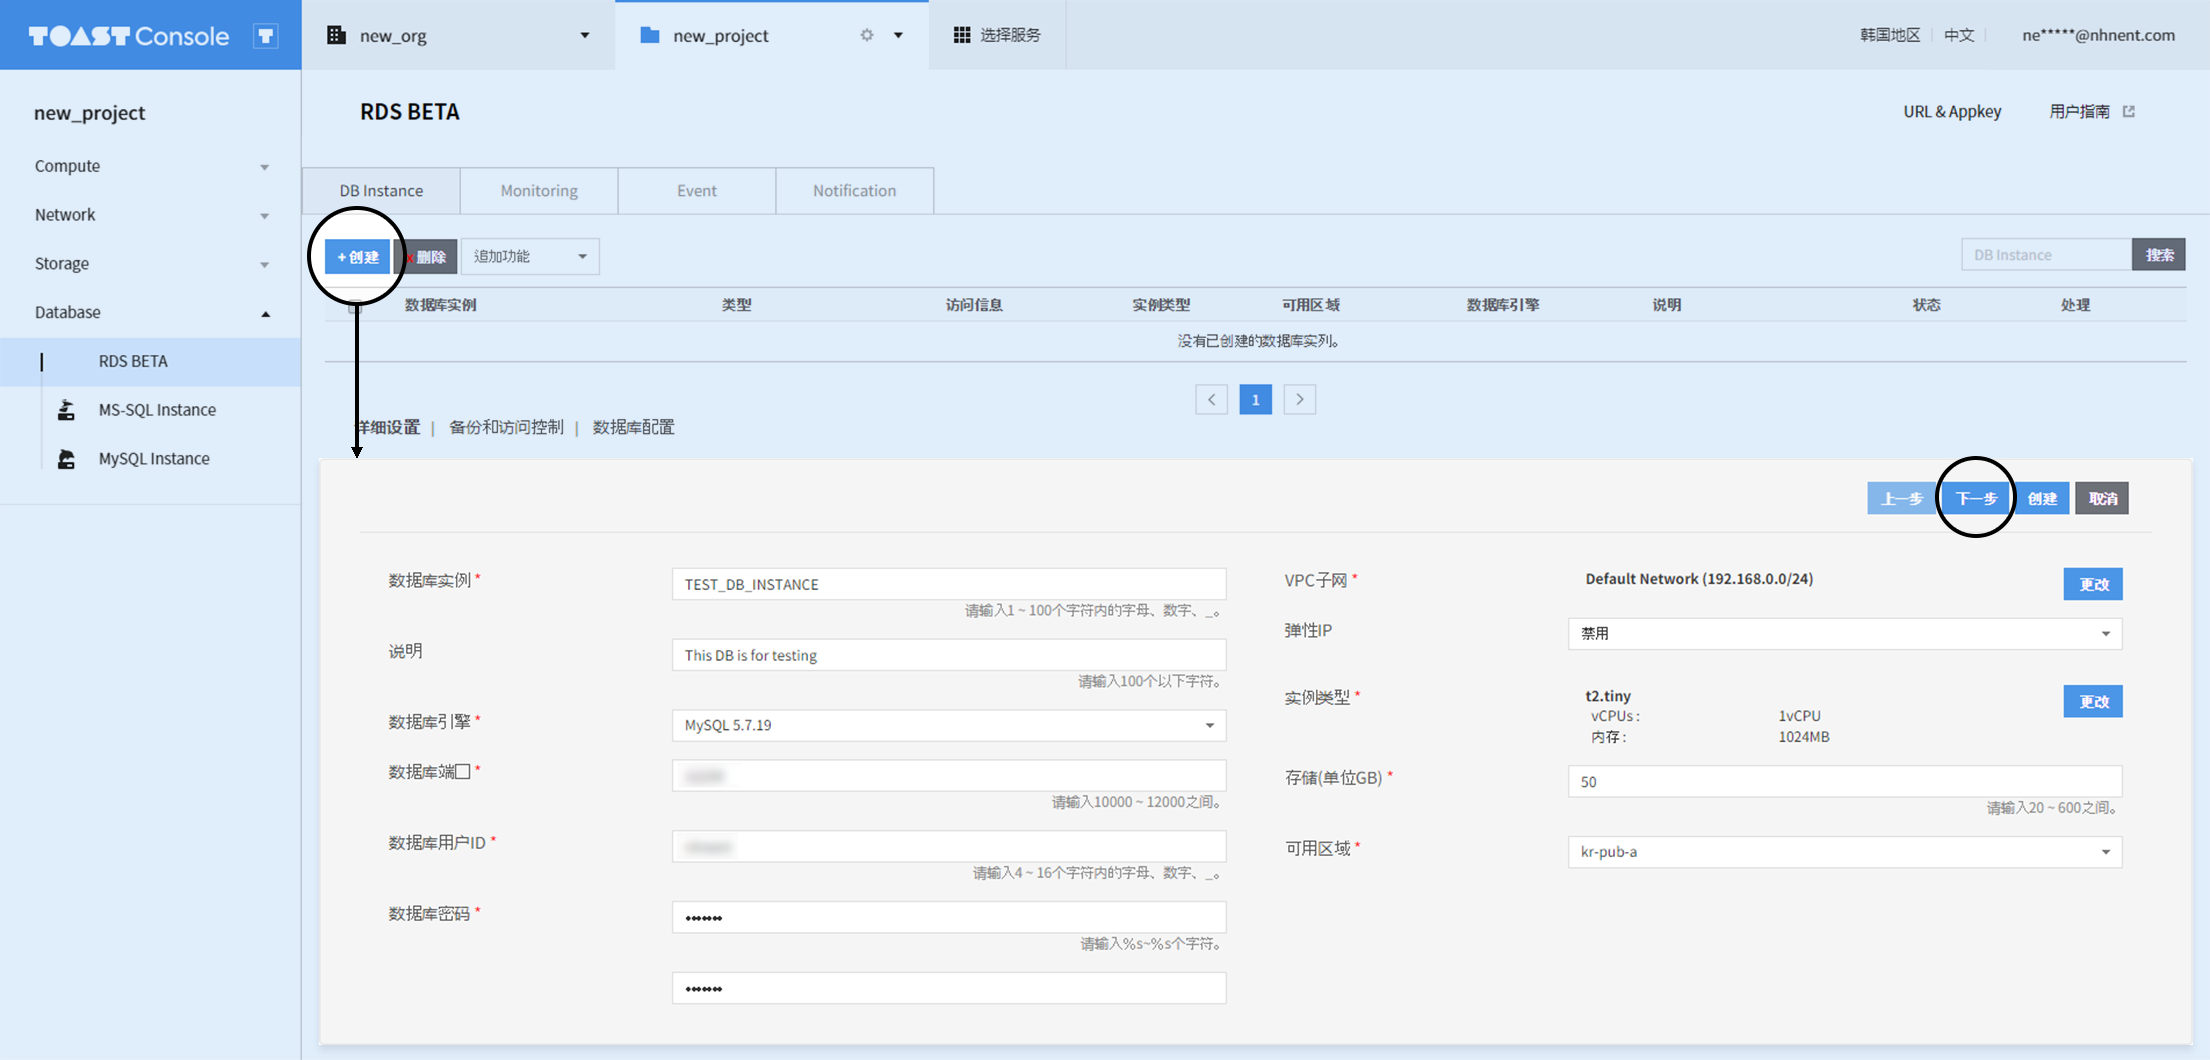 TOAST Console T
new_org
new_project
选择服务
韩国地区
中文
ne*****@nhnent.com
new_project
Compute
Network
Storage
Database
RDS BETA
MS-SQL Instance
MySQL Instance
RDS BETA
URL & Appkey
用户指南
DB Instance
Monitoring
Event
Notification
+ 创建
x 删除
追加功能
DB Instance
搜索
数据库实例 类型 访问信息 实例类型 可用区域 数据库引擎 说明 状态 处理
没有已创建的数据库实列。
< 1 >
详细设置 | 备份和访问控制 | 数据库配置
上一步
下一步
创建
取消
数据库实例 *
TEST_DB_INSTANCE
请输入1 ~ 100个字符内的字母、数字、_。
说明
This DB is for testing
请输入100个以下字符。
数据库引擎 *
MySQL 5.7.19
数据库端口 *
请输入10000 ~ 12000之间。
数据库用户ID *
请输入4 ~ 16个字符内的字母、数字、_。
数据库密码 *
•••••••
请输入%s~%s个字符。
•••••••
VPC子网 *
Default Network (192.168.0.0/24)
更改
弹性IP
禁用
实例类型 *
t2.tiny
更改
vCPUs : 1vCPU
内存 : 1024MB
存储(单位GB) *
50
请输入20 ~ 600之间。
可用区域 *
kr-pub-a